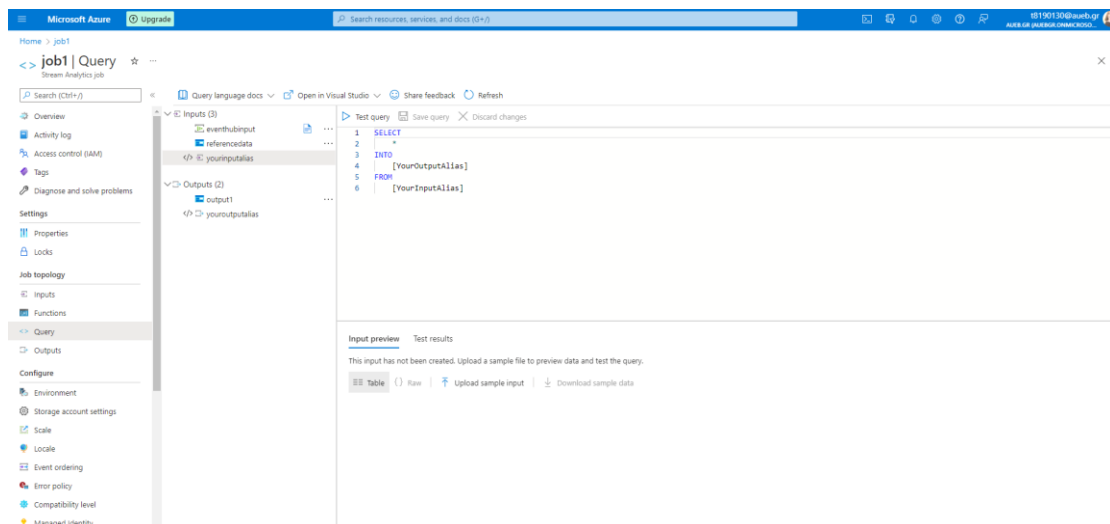 Microsoft Azure
Upgrade
Search resources, services, and docs (G+/)
t8190130@aueb.gr
AUEB.GR (AUEBGR.ONMICROSO...
Home > job1
<> job1 | Query ☆ ...
Stream Analytics job
Search (Ctrl+/)
«
Overview
Activity log
Access control (IAM)
Tags
Diagnose and solve problems
Settings
Properties
Locks
Job topology
Inputs
Functions
<> Query
Outputs
Configure
Environment
Storage account settings
Scale
Locale
Event ordering
Error policy
Compatibility level
Managed Identity
Query language docs
Open in Visual Studio
Share feedback
Refresh
Inputs (3)
eventhubinput ...
referencedata ...
</> yourinputalias
Outputs (2)
output1 ...
</> youroutputalias
Test query
Save query
Discard changes
1 SELECT
2 *
3 INTO
4 [YourOutputAlias]
5 FROM
6 [YourInputAlias]
Input preview
Test results
This input has not been created. Upload a sample file to preview data and test the query.
Table
{} Raw
Upload sample input
Download sample data